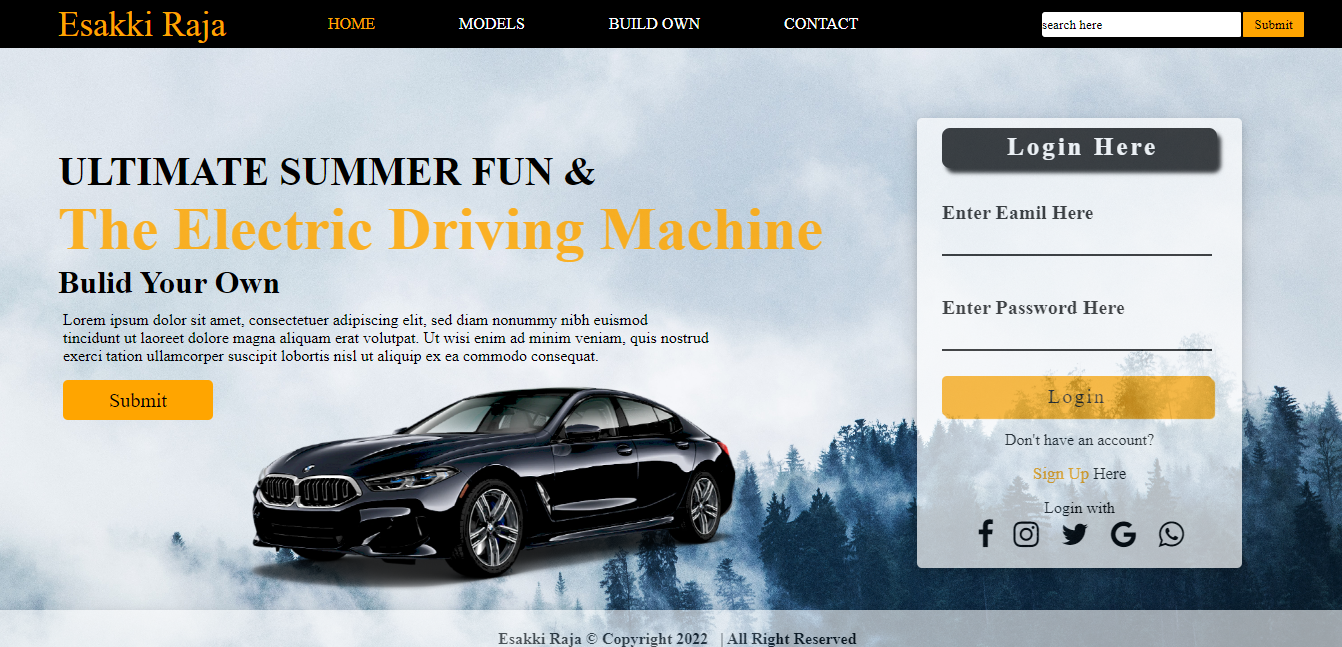 Esakki Raja HOME MODELS BUILD OWN CONTACT search here Submit
ULTIMATE SUMMER FUN &
The Electric Driving Machine
Bulid Your Own
Lorem ipsum dolor sit amet, consectetuer adipiscing elit, sed diam nonummy nibh euismod
tincidunt ut laoreet dolore magna aliquam erat volutpat. Ut wisi enim ad minim veniam, quis nostrud
exerci tation ullamcorper suscipit lobortis nisl ut aliquip ex ea commodo consequat.
Submit
Login Here
Enter Eamil Here
Enter Password Here
Login
Don't have an account?
Sign Up Here
Login with
Esakki Raja © Copyright 2022 | All Right Reserved